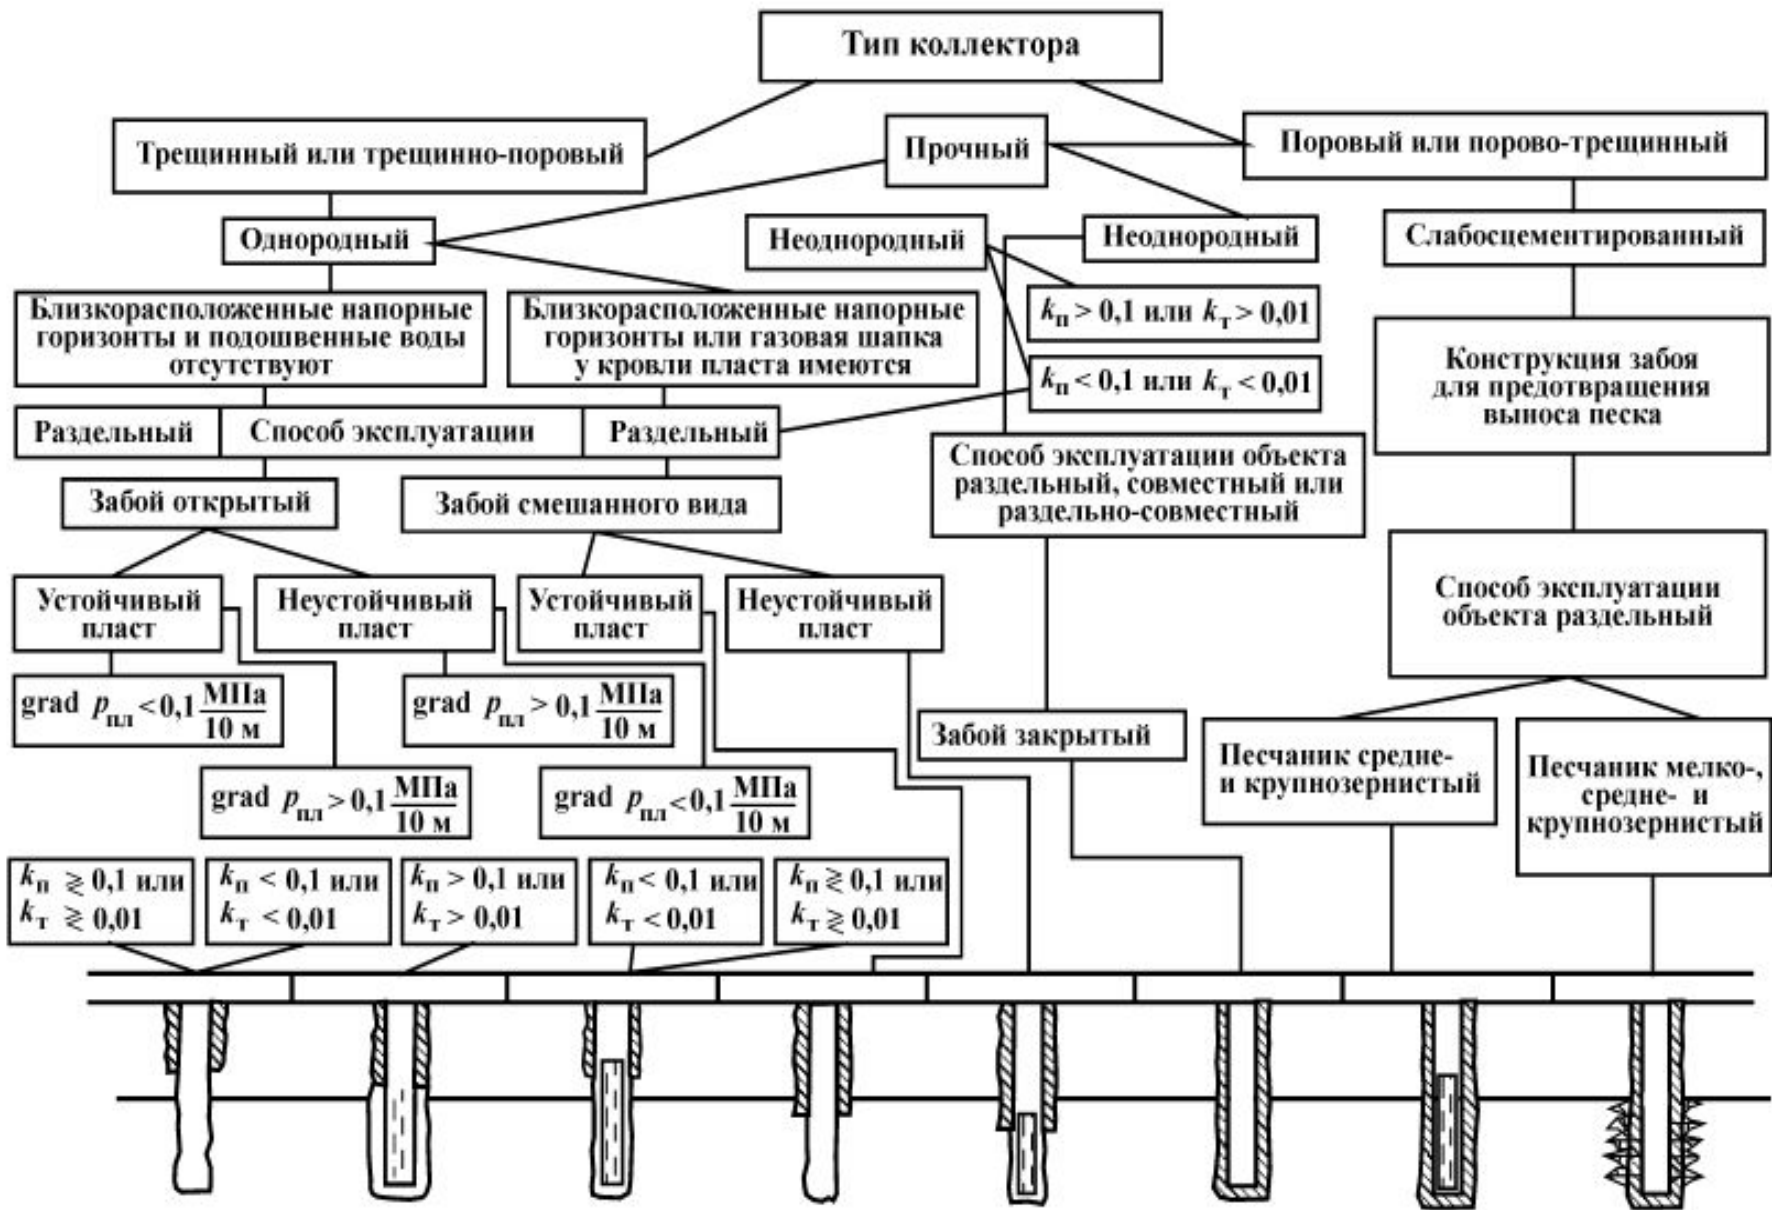 Тип коллектора
Трещинный или трещинно-поровый
Прочный
Поровый или порово-трещинный
Однородный
Неоднородный
Неоднородный
Слабосцементированный
Близкорасположенные напорные
горизонты и подошвенные воды
отсутствуют
Близкорасположенные напорные
горизонты или газовая шапка
у кровли пласта имеются
kп > 0,1 или kт > 0,01
kп < 0,1 или kт < 0,01
Конструкция забоя
для предотвращения
выноса песка
Раздельный
Способ эксплуатации
Раздельный
Способ эксплуатации объекта
раздельный, совместный или
раздельно-совместный
Забой открытый
Забой смешанного вида
Способ эксплуатации
объекта раздельный
Устойчивый
пласт
Неустойчивый
пласт
Устойчивый
пласт
Неустойчивый
пласт
grad pпл < 0,1 МПа
10 м
grad pпл > 0,1 МПа
10 м
Забой закрытый
Песчаник средне-
и крупнозернистый
Песчаник мелко-,
средне- и
крупнозернистый
grad pпл > 0,1 МПа
10 м
grad pпл < 0,1 МПа
10 м
kп ≷ 0,1 или
kт ≷ 0,01
kп < 0,1 или
kт < 0,01
kп > 0,1 или
kт > 0,01
kп < 0,1 или
kт < 0,01
kп ≷ 0,1 или
kт ≷ 0,01